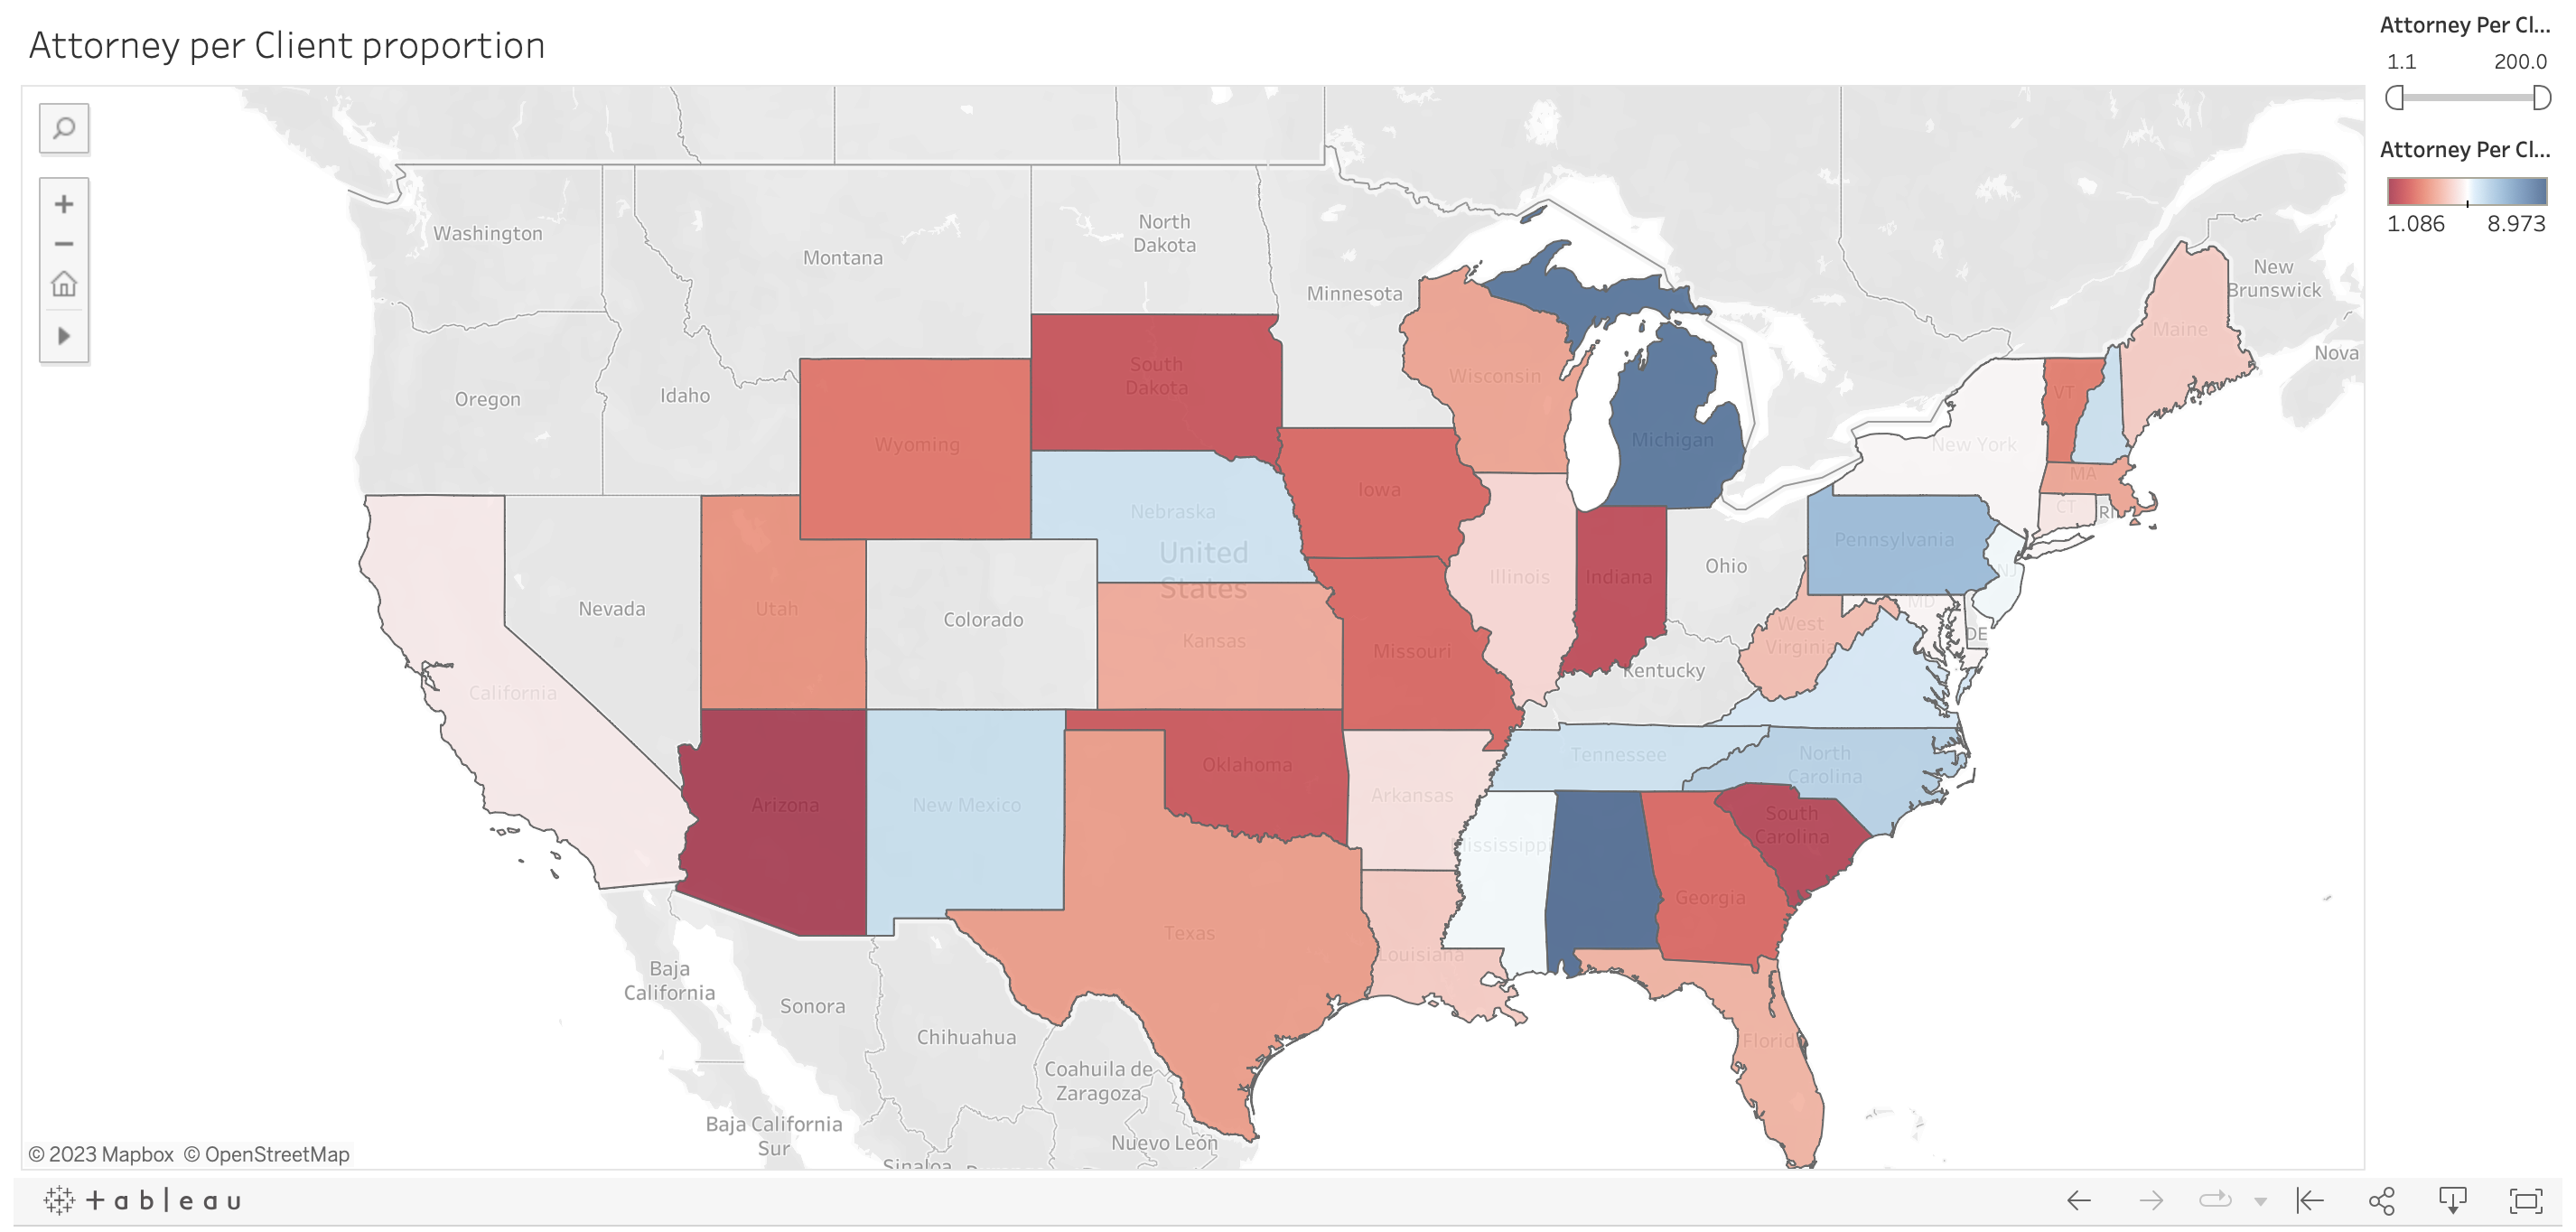 Attorney per Client proportion
Attorney Per Cl...
1.1 200.0
Attorney Per Cl...
1.086 8.973
Washington
Montana
North
Dakota
Minnesota
Oregon
Idaho
Wyoming
South
Dakota
Wisconsin
Michigan
New
Brunswick
Maine
Nova
VT
New York
MA
CT
RI
Iowa
Nebraska
United
States
Nevada
Utah
Colorado
Kansas
Missouri
Illinois
Indiana
Ohio
Pennsylvania
NJ
MD
DE
West
Virginia
Kentucky
California
Arizona
New Mexico
Oklahoma
Texas
Arkansas
Louisiana
Mississippi
Tennessee
North
Carolina
South
Carolina
Georgia
Florida
Baja
California
Sonora
Chihuahua
Coahuila de
Zaragoza
Baja California
Sur
Nuevo León
Sinaloa
© 2023 Mapbox © OpenStreetMap
+ a b | e a u